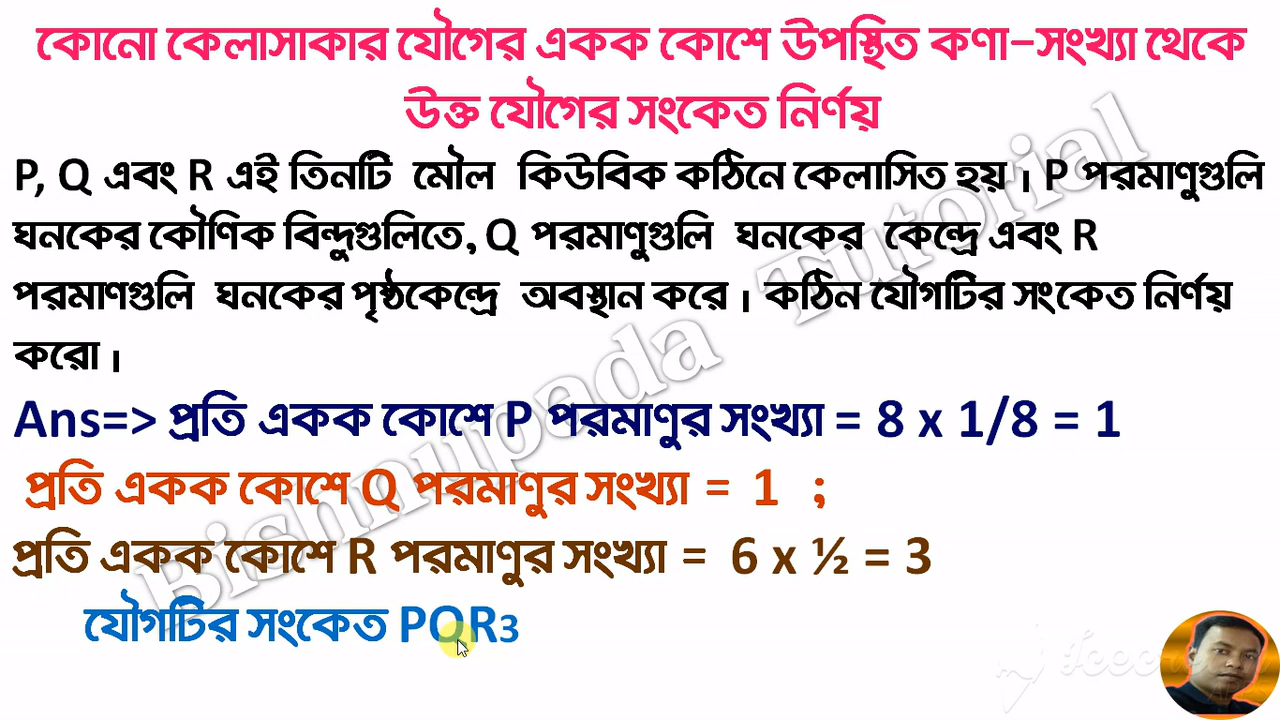 কোনো কেলাসাকার যৌগের একক কোশে উপস্থিত কণা-সংখ্যা থেকে
উক্ত যৌগের সংকেত নির্ণয়
P, Q এবং R এই তিনটি মৌল কিউবিক কঠিনে কেলাসিত হয়। P পরমাণুগুলি
ঘনকের কৌণিক বিন্দুগুলিতে, Q পরমাণুগুলি ঘনকের কেন্দ্রে এবং R
পরমাণগুলি ঘনকের পৃষ্ঠকেন্দ্রে অবস্থান করে। কঠিন যৌগটির সংকেত নির্ণয়
করো।
Ans=> প্রতি একক কোশে P পরমাণুর সংখ্যা = 8 x 1/8 = 1
প্রতি একক কোশে Q পরমাণুর সংখ্যা = 1 ;
প্রতি একক কোশে R পরমাণুর সংখ্যা = 6 x ½ = 3
যৌগটির সংকেত PQR3
Bishnupada Tutorial